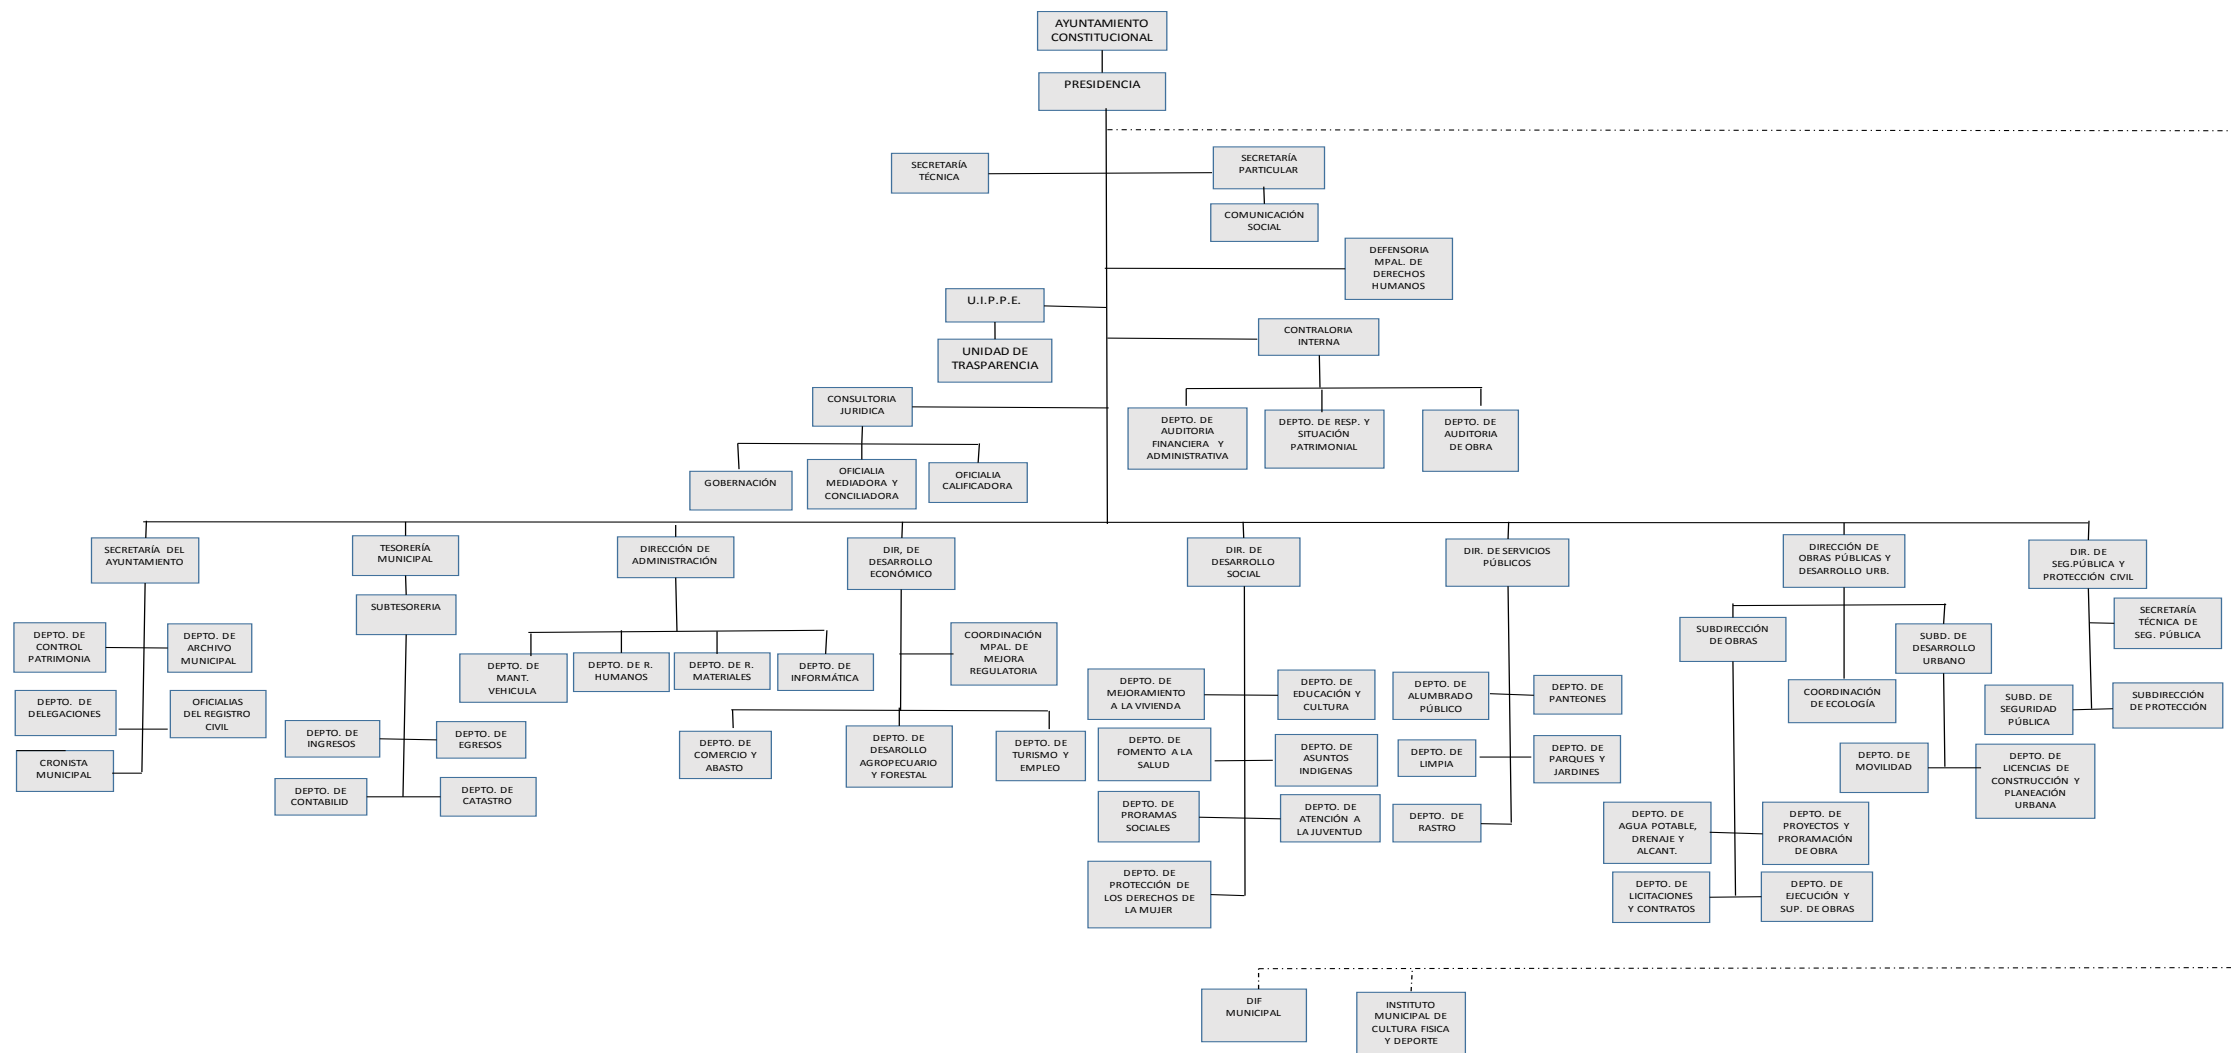 AYUNTAMIENTO
CONSTITUCIONAL
PRESIDENCIA
SECRETARÍA
TÉCNICA
SECRETARÍA
PARTICULAR
COMUNICACIÓN
SOCIAL
DEFENSORIA
MPAL. DE
DERECHOS
HUMANOS
U.I.P.P.E.
UNIDAD DE
TRASPARENCIA
CONTRALORIA
INTERNA
CONSULTORIA
JURIDICA
DEPTO. DE
AUDITORIA
FINANCIERA Y
ADMINISTRATIVA
DEPTO. DE RESP. Y
SITUACIÓN
PATRIMONIAL
DEPTO. DE
AUDITORIA
DE OBRA
GOBERNACIÓN
OFICIALIA
MEDIADORA Y
CONCILIADORA
OFICIALIA
CALIFICADORA
SECRETARÍA DEL
AYUNTAMIENTO
TESORERÍA
MUNICIPAL
DIRECCIÓN DE
ADMINISTRACIÓN
DIR, DE
DESARROLLO
ECONÓMICO
DIR. DE
DESARROLLO
SOCIAL
DIR. DE SERVICIOS
PÚBLICOS
DIRECCIÓN DE
OBRAS PÚBLICAS Y
DESARROLLO URB.
DIR. DE
SEG.PÚBLICA Y
PROTECCIÓN CIVIL
SUBTESORERIA
DEPTO. DE
CONTROL
PATRIMONIA
DEPTO. DE
ARCHIVO
MUNICIPAL
DEPTO. DE
DELEGACIONES
OFICIALIAS
DEL REGISTRO
CIVIL
CRONISTA
MUNICIPAL
DEPTO. DE
INGRESOS
DEPTO. DE
EGRESOS
DEPTO. DE
CONTABILID
DEPTO. DE
CATASTRO
DEPTO. DE
MANT.
VEHICULA
DEPTO. DE R.
HUMANOS
DEPTO. DE R.
MATERIALES
DEPTO. DE
INFORMÁTICA
COORDINACIÓN
MPAL. DE
MEJORA
REGULATORIA
DEPTO. DE
COMERCIO Y
ABASTO
DEPTO. DE
DESAROLLO
AGROPECUARIO
Y FORESTAL
DEPTO. DE
TURISMO Y
EMPLEO
DEPTO. DE
MEJORAMIENTO
A LA VIVIENDA
DEPTO. DE
EDUCACIÓN Y
CULTURA
DEPTO. DE
FOMENTO A LA
SALUD
DEPTO. DE
ASUNTOS
INDIGENAS
DEPTO. DE
PRORAMAS
SOCIALES
DEPTO. DE
ATENCIÓN A
LA JUVENTUD
DEPTO. DE
PROTECCIÓN DE
LOS DERECHOS DE
LA MUJER
DEPTO. DE
ALUMBRADO
PÚBLICO
DEPTO. DE
PANTEONES
DEPTO. DE
LIMPIA
DEPTO. DE
PARQUES Y
JARDINES
DEPTO. DE
RASTRO
SUBDIRECCIÓN
DE OBRAS
COORDINACIÓN
DE ECOLOGÍA
SUBD. DE
DESARROLLO
URBANO
DEPTO. DE
MOVILIDAD
DEPTO. DE
LICENCIAS DE
CONSTRUCCIÓN Y
PLANEACIÓN
URBANA
DEPTO. DE
AGUA POTABLE,
DRENAJE Y
ALCANT.
DEPTO. DE
PROYECTOS Y
PRORAMACIÓN
DE OBRA
DEPTO. DE
LICITACIONES
Y CONTRATOS
DEPTO. DE
EJECUCIÓN Y
SUP. DE OBRAS
SECRETARÍA
TÉCNICA DE
SEG. PÚBLICA
SUBD. DE
SEGURIDAD
PÚBLICA
SUBDIRECCIÓN
DE PROTECCIÓN
DIF
MUNICIPAL
INSTITUTO
MUNICIPAL DE
CULTURA FISICA
Y DEPORTE